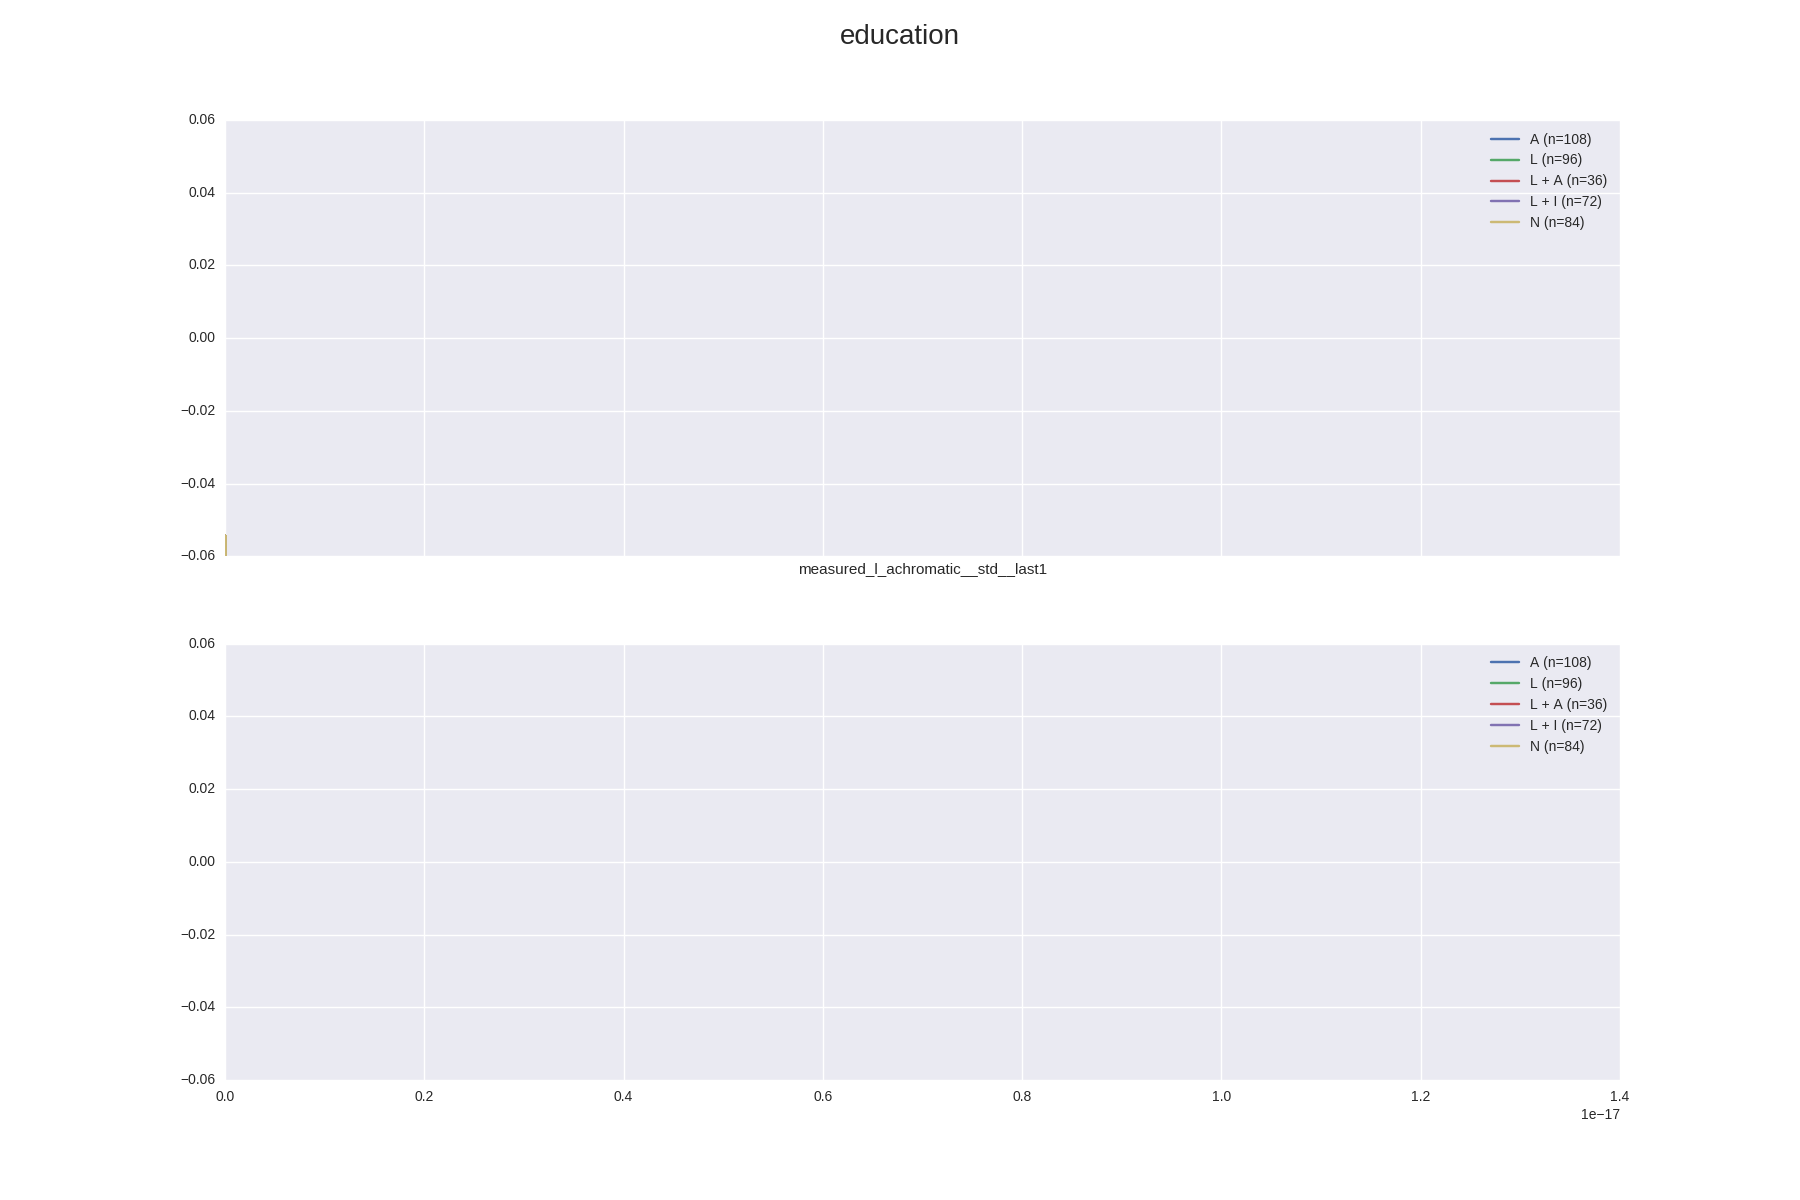 education
0.06
0.04
0.02
0.00
−0.02
−0.04
−0.06
A (n=108)
L (n=96)
L + A (n=36)
L + I (n=72)
N (n=84)
measured_l_achromatic__std__last1
0.06
0.04
0.02
0.00
−0.02
−0.04
−0.06
A (n=108)
L (n=96)
L + A (n=36)
L + I (n=72)
N (n=84)
0.0 0.2 0.4 0.6 0.8 1.0 1.2 1.4
1e−17